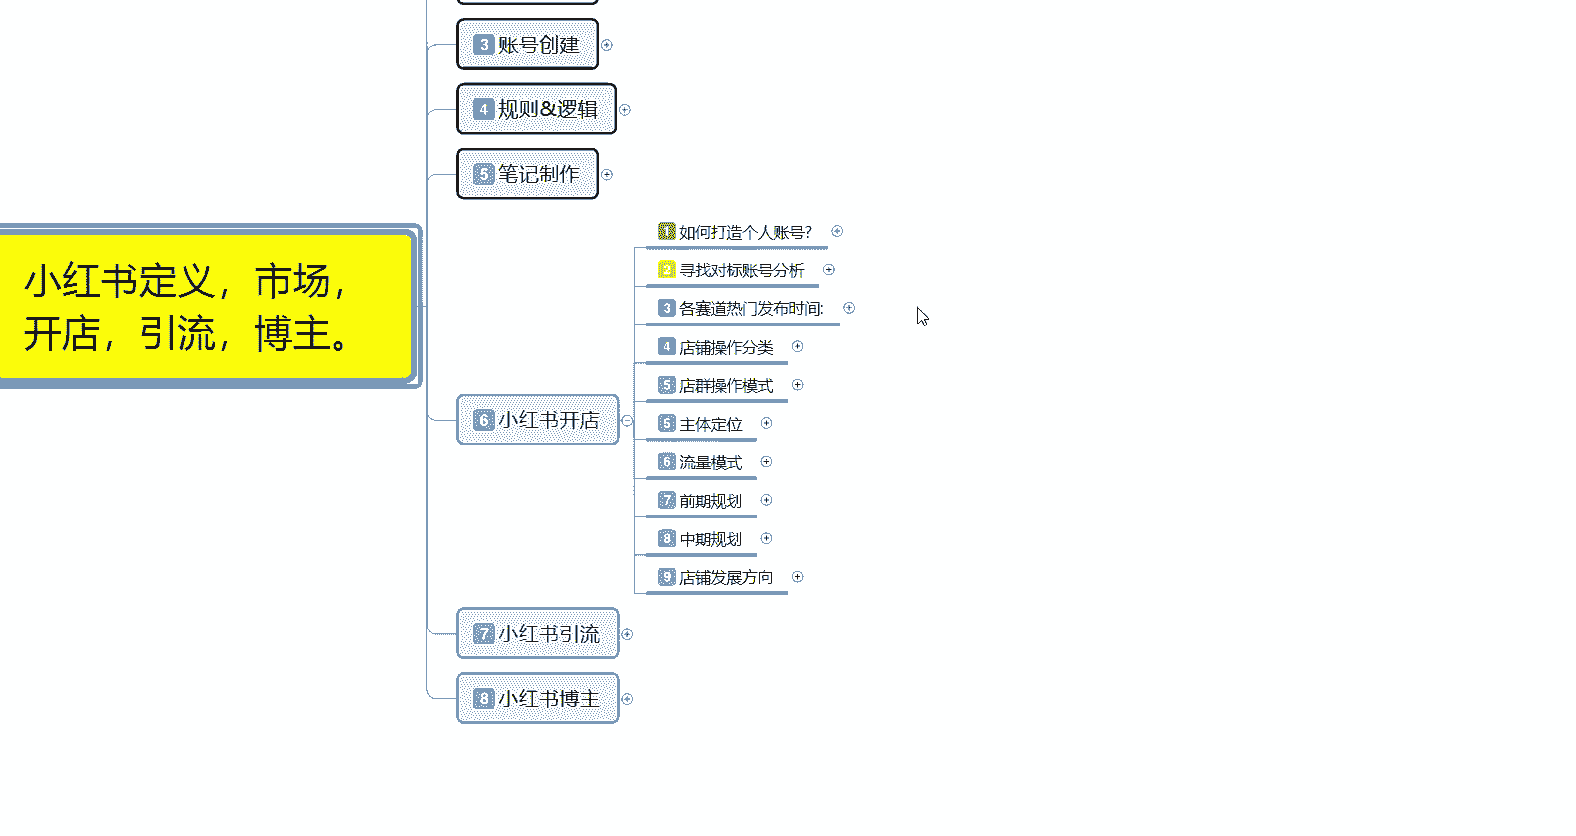 3 账号创建
4 规则&逻辑
5 笔记制作
小红书定义，市场，
开店，引流，博主。
6 小红书开店
1 如何打造个人账号？
2 寻找对标账号分析
3 各赛道热门发布时间:
4 店铺操作分类
5 店群操作模式
5 主体定位
6 流量模式
7 前期规划
8 中期规划
9 店铺发展方向
7 小红书引流
8 小红书博主